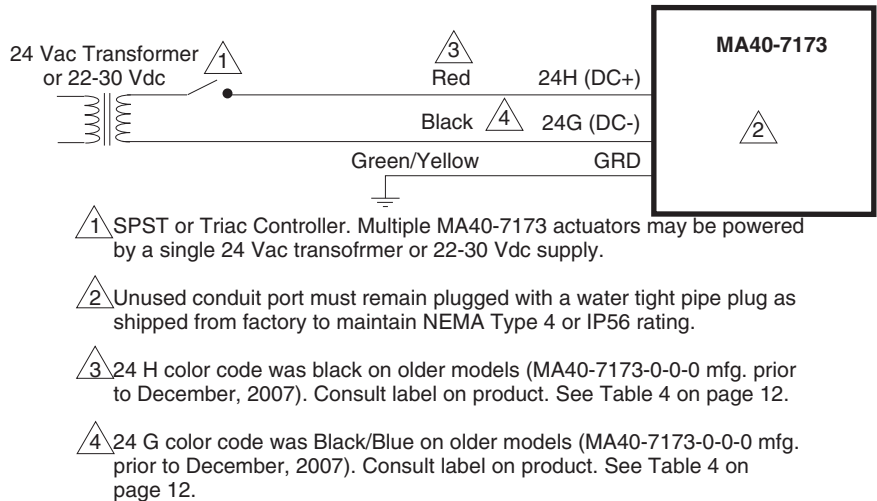 24 Vac Transformer
or 22-30 Vdc
1
3
Red
24H (DC+)
MA40-7173
Black
4
24G (DC-)
2
Green/Yellow
GRD
1 SPST or Triac Controller. Multiple MA40-7173 actuators may be powered
by a single 24 Vac transofrmer or 22-30 Vdc supply.
2 Unused conduit port must remain plugged with a water tight pipe plug as
shipped from factory to maintain NEMA Type 4 or IP56 rating.
3 24 H color code was black on older models (MA40-7173-0-0-0 mfg. prior
to December, 2007). Consult label on product. See Table 4 on page 12.
4 24 G color code was Black/Blue on older models (MA40-7173-0-0-0 mfg.
prior to December, 2007). Consult label on product. See Table 4 on
page 12.